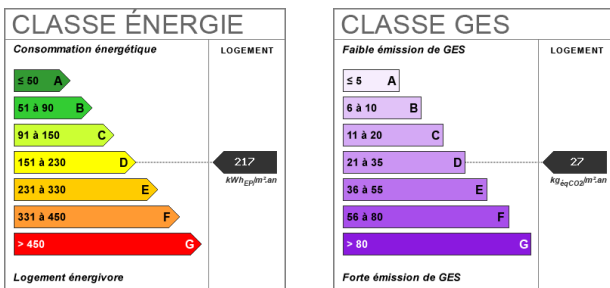 CLASSE ÉNERGIE
Consommation énergétique
LOGEMENT
≤ 50 A
51 à 90 B
91 à 150 C
151 à 230 D
217
kWhEP/m².an
231 à 330 E
331 à 450 F
> 450 G
Logement énergivore
CLASSE GES
Faible émission de GES
LOGEMENT
≤ 5 A
6 à 10 B
11 à 20 C
21 à 35 D
27
kgéqCO2/m².an
36 à 55 E
56 à 80 F
> 80 G
Forte émission de GES